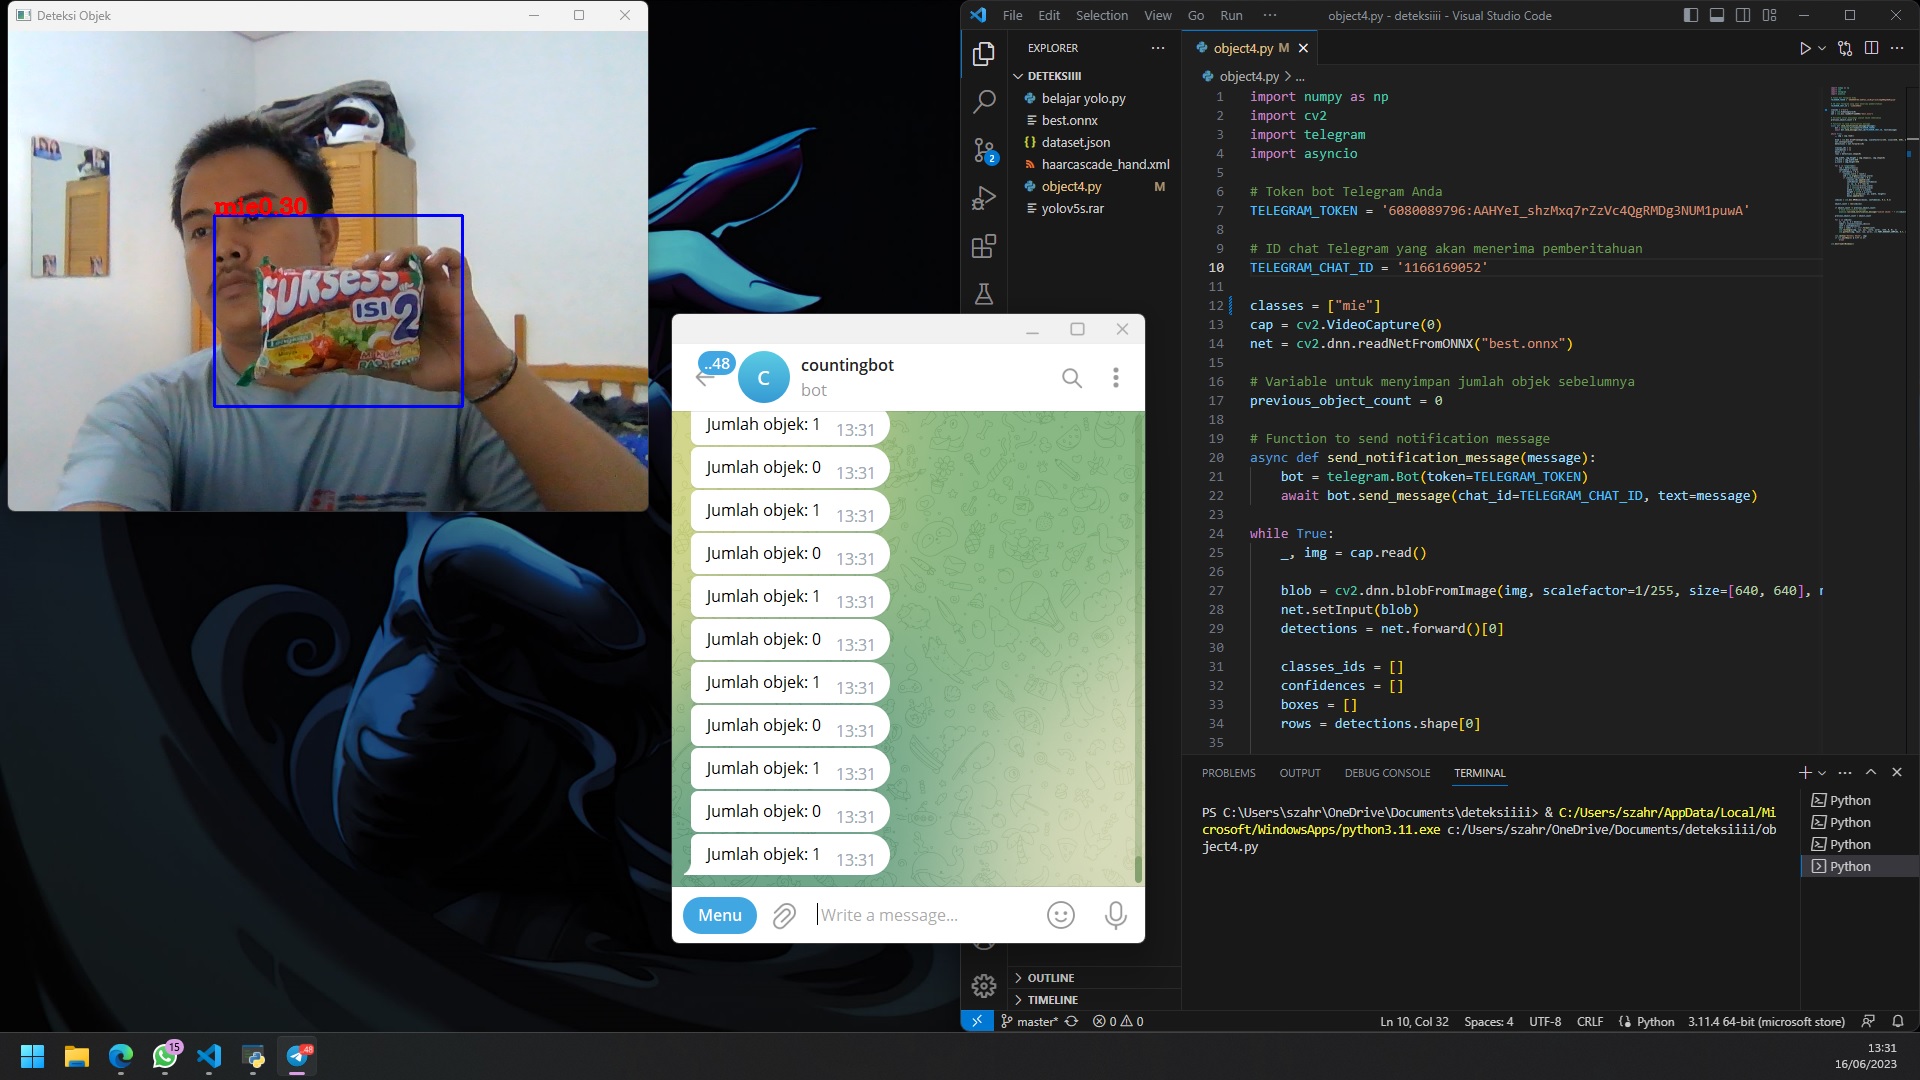 Deteksi Objek
mie0.30
SUKSESS
ISI 2
..48
C
countingbot
bot
Jumlah objek: 1 13:31
Jumlah objek: 0 13:31
Jumlah objek: 1 13:31
Jumlah objek: 0 13:31
Jumlah objek: 1 13:31
Jumlah objek: 0 13:31
Jumlah objek: 1 13:31
Jumlah objek: 0 13:31
Jumlah objek: 1 13:31
Jumlah objek: 0 13:31
Jumlah objek: 1 13:31
Menu
Write a message...
File Edit Selection View Go Run ···
object4.py - deteksiiii - Visual Studio Code
EXPLORER
DETEKSIIII
belajar yolo.py
best.onnx
dataset.json
haarcascade_hand.xml
object4.py M
yolov5s.rar
2
OUTLINE
TIMELINE
object4.py M
object4.py > ...
1 import numpy as np
2 import cv2
3 import telegram
4 import asyncio
5
6 # Token bot Telegram Anda
7 TELEGRAM_TOKEN = '6080089796:AAHYeI_shzMxq7rZzVc4QgRMDg3NUM1puwA'
8
9 # ID chat Telegram yang akan menerima pemberitahuan
10 TELEGRAM_CHAT_ID = '1166169052'
11
12 classes = ["mie"]
13 cap = cv2.VideoCapture(0)
14 net = cv2.dnn.readNetFromONNX("best.onnx")
15
16 # Variable untuk menyimpan jumlah objek sebelumnya
17 previous_object_count = 0
18
19 # Function to send notification message
20 async def send_notification_message(message):
21 bot = telegram.Bot(token=TELEGRAM_TOKEN)
22 await bot.send_message(chat_id=TELEGRAM_CHAT_ID, text=message)
23
24 while True:
25 _, img = cap.read()
26
27 blob = cv2.dnn.blobFromImage(img, scalefactor=1/255, size=[640, 640],
28 net.setInput(blob)
29 detections = net.forward()[0]
30
31 classes_ids = []
32 confidences = []
33 boxes = []
34 rows = detections.shape[0]
35
PROBLEMS OUTPUT DEBUG CONSOLE TERMINAL
PS C:\Users\szahr\OneDrive\Documents\deteksiiii> & C:/Users/szahr/AppData/Local/Mi
crosoft/WindowsApps/python3.11.exe c:/Users/szahr/OneDrive/Documents/deteksiiii/ob
ject4.py
Python
Python
Python
Python
master* 0 0
Ln 10, Col 32 Spaces: 4 UTF-8 CRLF Python 3.11.4 64-bit (microsoft store)
15
48
13:31
16/06/2023